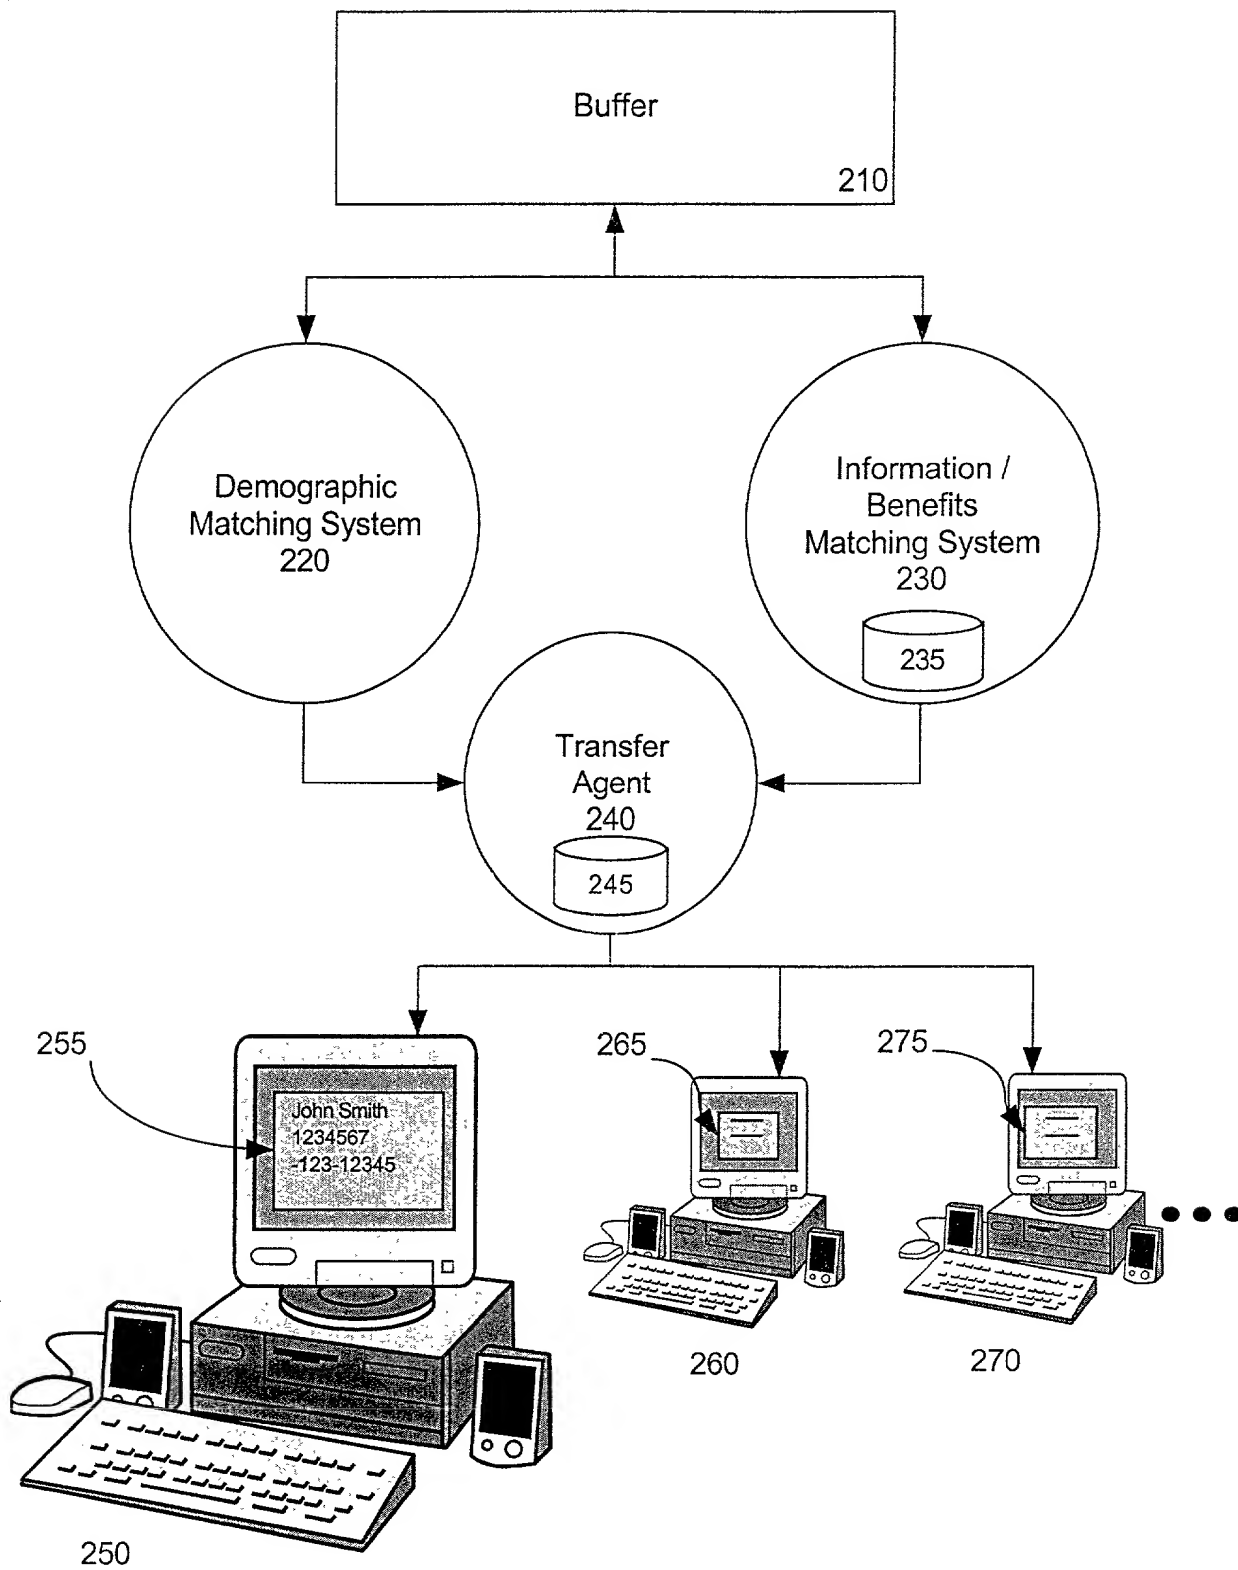 Buffer
210
Demographic
Matching System
220
Information /
Benefits
Matching System
230
235
Transfer
Agent
240
245
255
John Smith
1234567
-123-12345
265
275
260
270
250